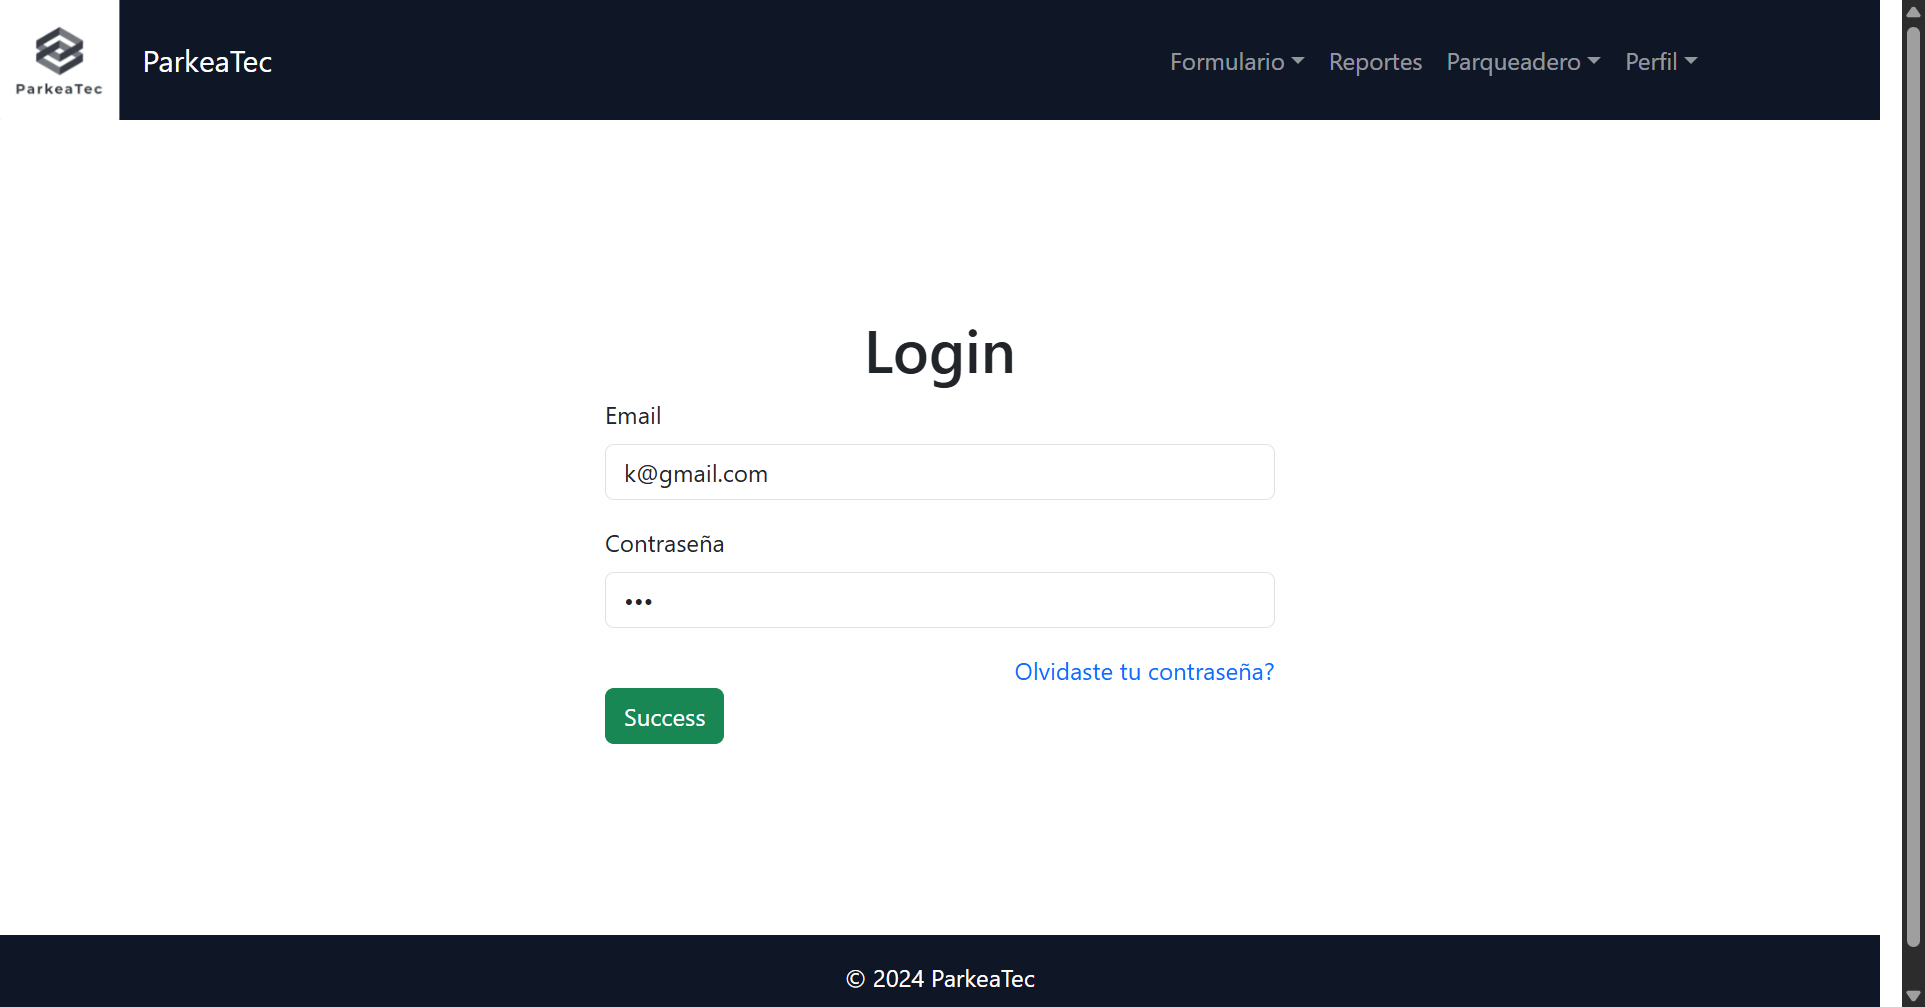 ParkeaTec
ParkeaTec
Formulario Reportes Parqueadero Perfil
Login
Email
k@gmail.com
Contraseña
•••
Olvidaste tu contraseña?
Success
© 2024 ParkeaTec